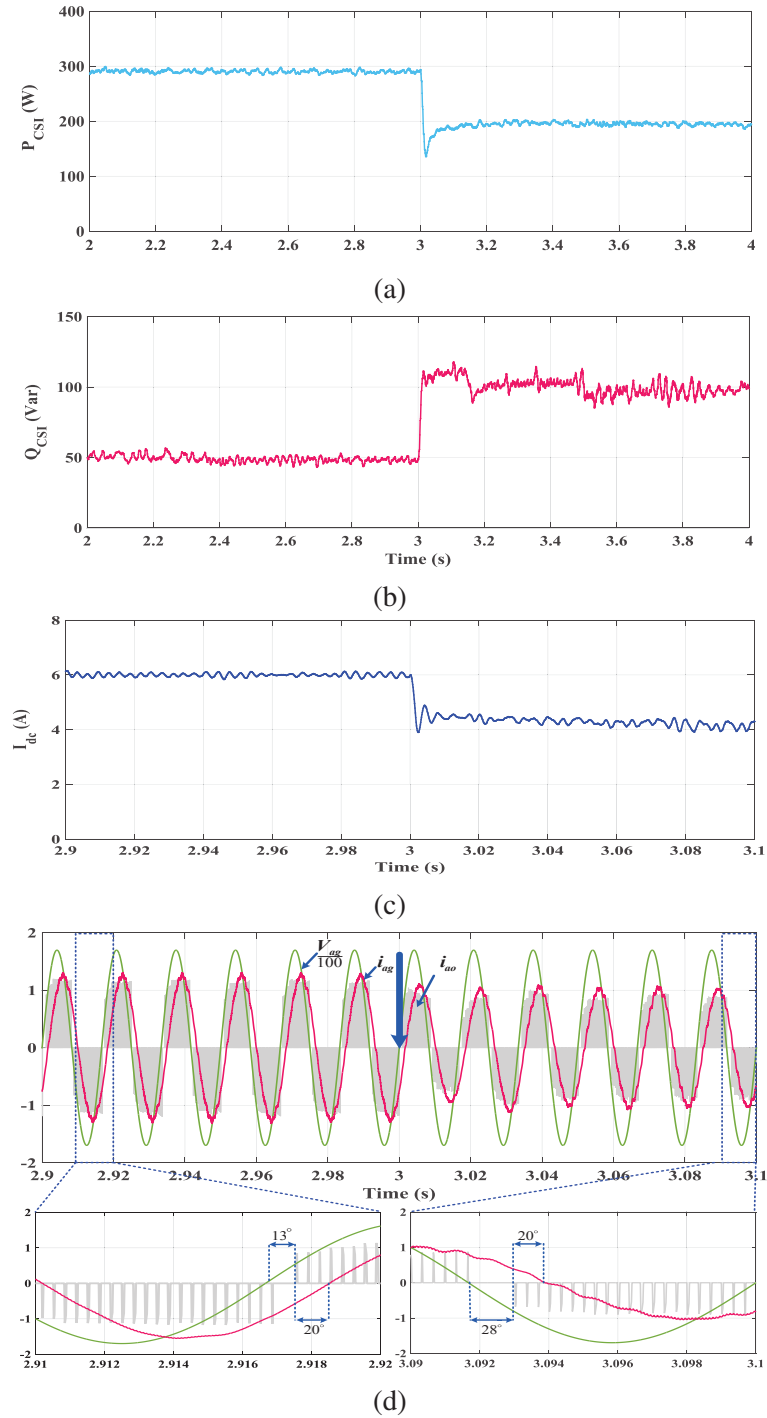 400
300
200
100
0
P_CSI (W)
2 2.2 2.4 2.6 2.8 3 3.2 3.4 3.6 3.8 4
(a)
150
100
50
0
Q_CSI (Var)
2 2.2 2.4 2.6 2.8 3 3.2 3.4 3.6 3.8 4
Time (s)
(b)
8
6
4
2
0
I_dc (A)
2.9 2.92 2.94 2.96 2.98 3 3.02 3.04 3.06 3.08 3.1
Time (s)
(c)
2
1
0
-1
-2
V_ag/100 i_ag i_ao
2.9 2.92 2.94 2.96 2.98 3 3.02 3.04 3.06 3.08 3.1
Time (s)
2
1
0
-1
-2
13°
20°
2.91 2.912 2.914 2.916 2.918 2.92
2
1
0
-1
-2
20°
28°
3.09 3.092 3.094 3.096 3.098 3.1
(d)